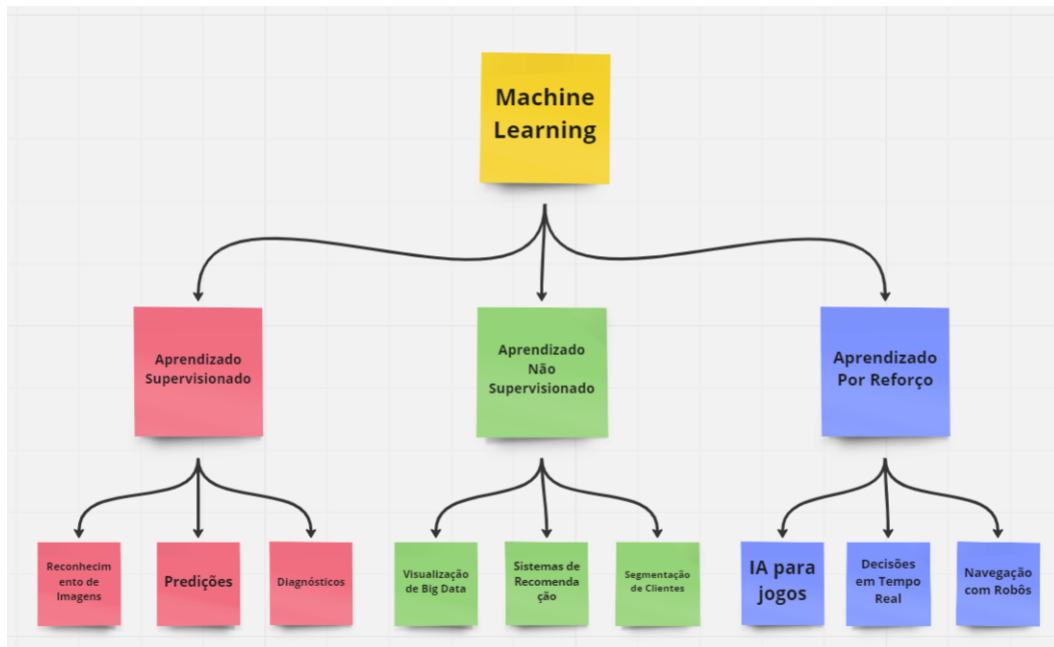 Machine
Learning
Aprendizado
Supervisionado
Aprendizado
Não
Supervisionado
Aprendizado
Por Reforço
Reconhecim
ento de
Imagens
Predições
Diagnósticos
Visualização
de Big Data
Sistemas de
Recomenda
ção
Segmentação
de Clientes
IA para
jogos
Decisões
em Tempo
Real
Navegação
com Robôs